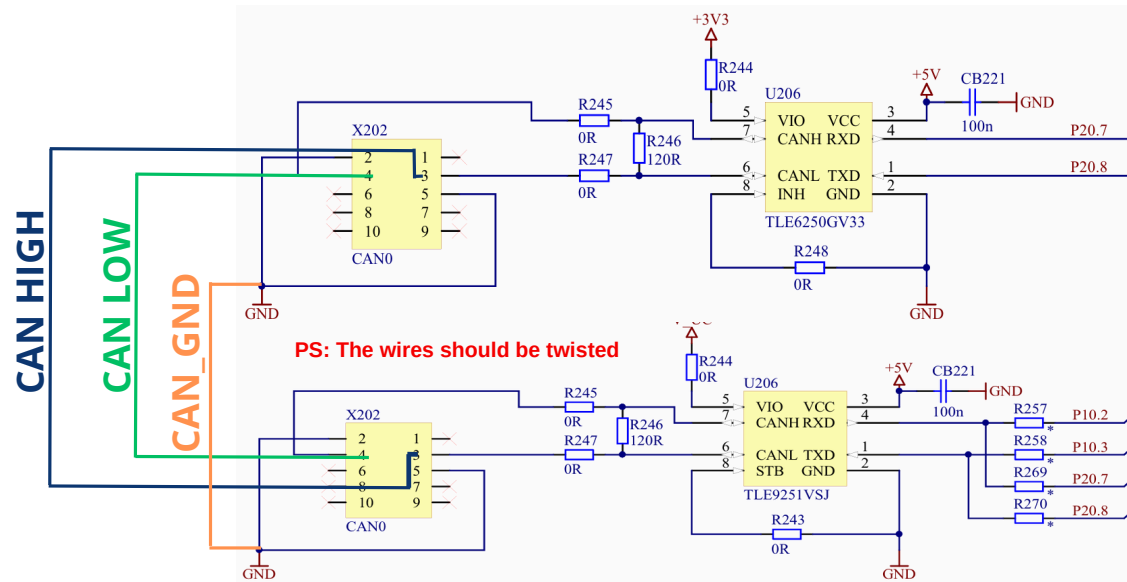 +3V3
R244
0R
U206
+5V
CB221
100n
GND
X202
R245
0R
R246
120R
R247
0R
5 VIO VCC 3
7 CANH RXD 4
6 CANL TXD 1
8 INH GND 2
TLE6250GV33
P20.7
P20.8
2 1
4 3
6 5
8 7
10 9
CAN0
R248
0R
GND
GND
CAN HIGH
CAN LOW
CAN_GND
PS: The wires should be twisted
R244
0R
U206
+5V
CB221
100n
GND
X202
R245
0R
R246
120R
R247
0R
5 VIO VCC 3
7 CANH RXD 4
6 CANL TXD 1
8 STB GND 2
TLE9251VSJ
R257
*
P10.2
R258
*
P10.3
R269
*
P20.7
R270
*
P20.8
2 1
4 3
6 5
8 7
10 9
CAN0
R243
0R
GND
GND